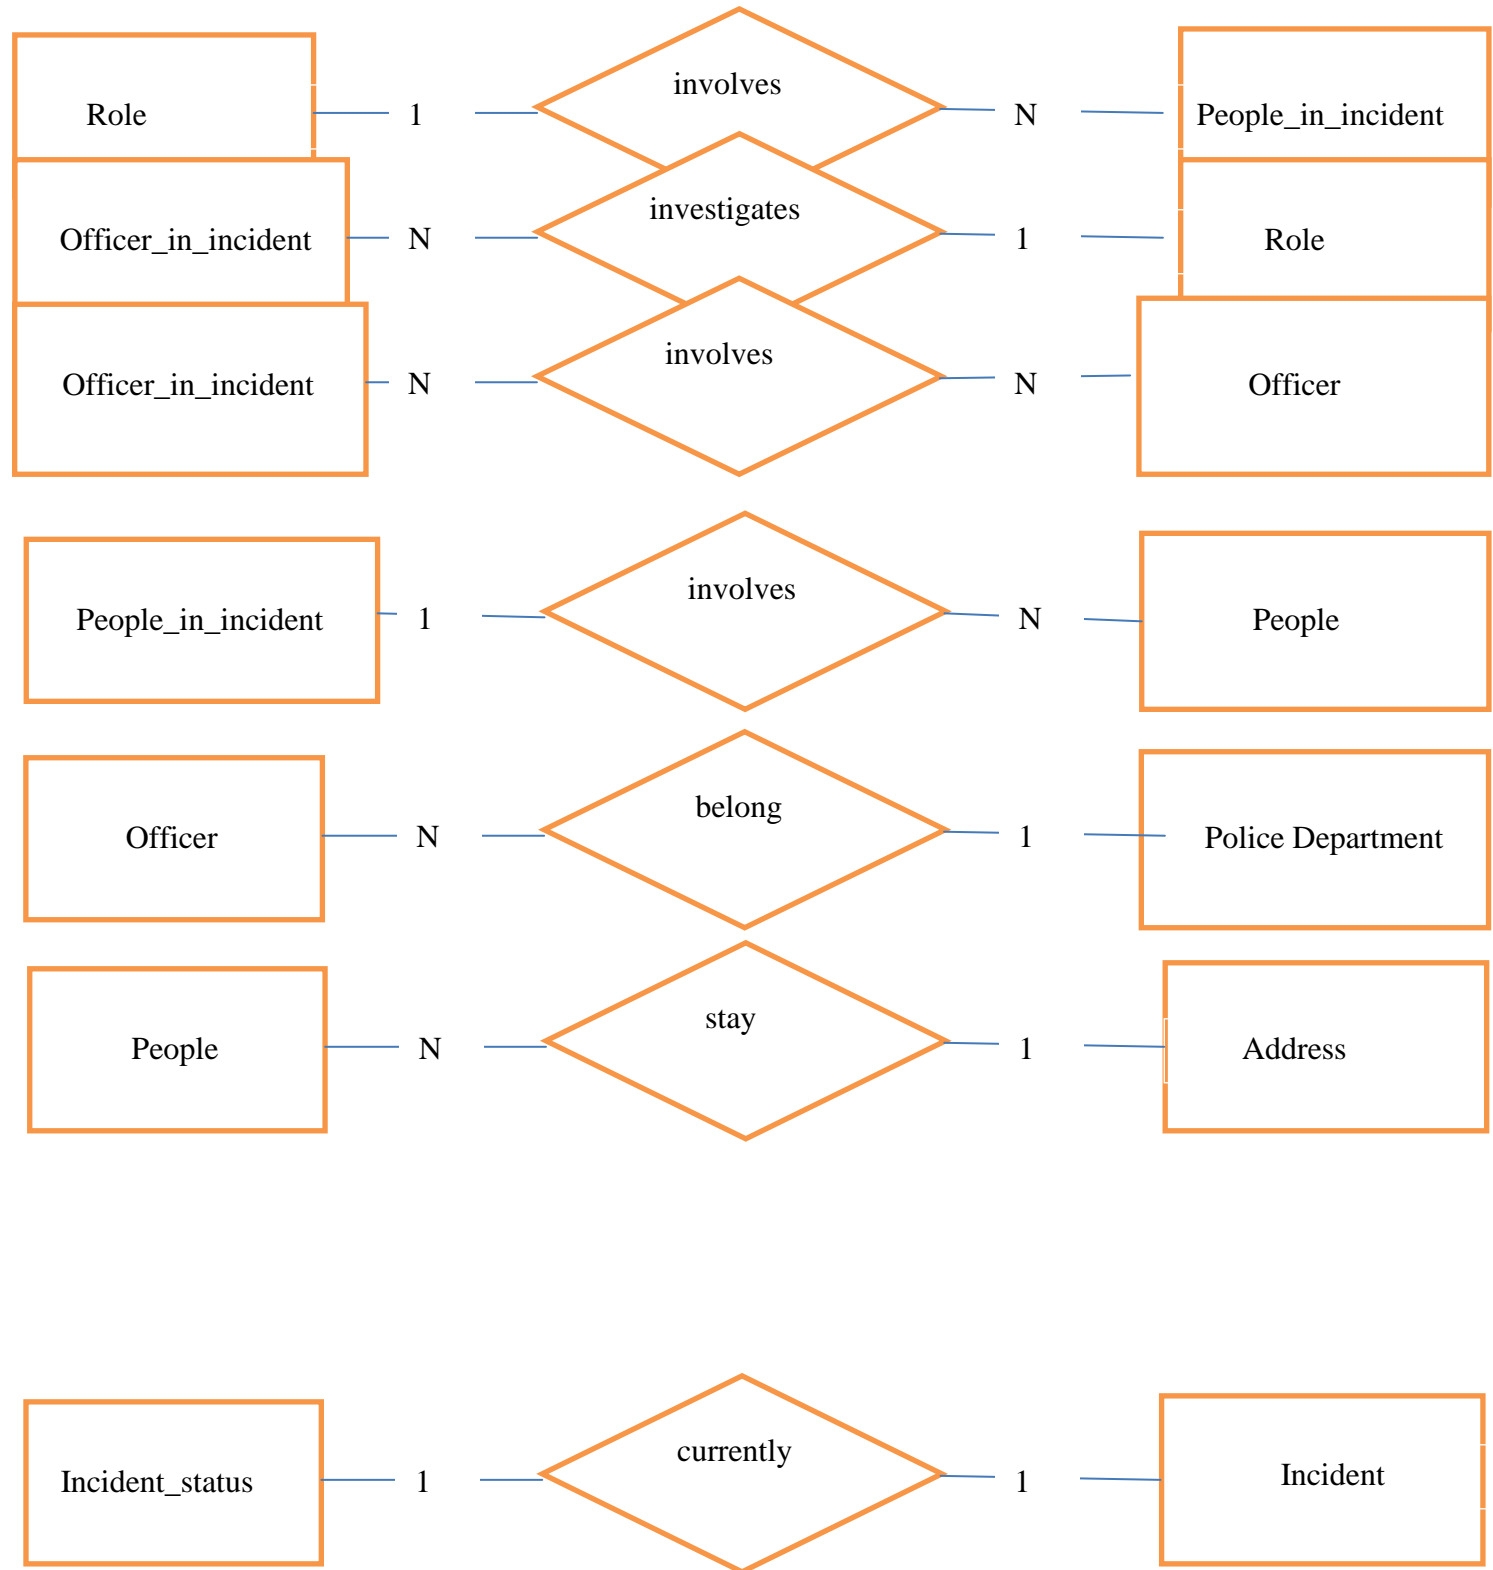 involves
Role 1 N People_in_incident
investigates
Officer_in_incident N 1 Role
involves
Officer_in_incident N N Officer
involves
People_in_incident 1 N People
belong
Officer N 1 Police Department
stay
People N 1 Address
currently
Incident_status 1 1 Incident